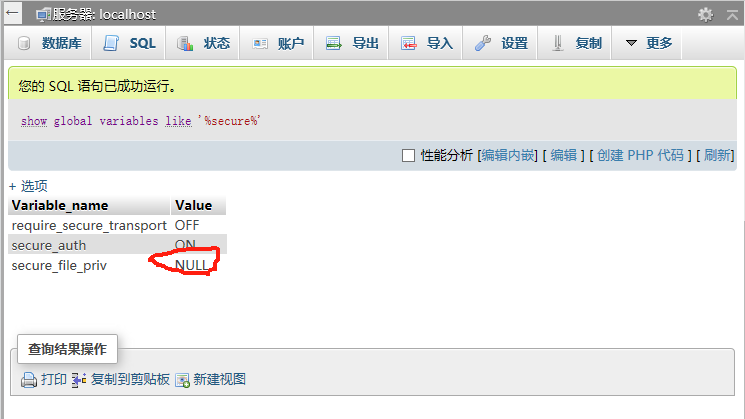 服务器: localhost
数据库 SQL 状态 账户 导出 导入 设置 复制 更多
您的 SQL 语句已成功运行。
show global variables like '%secure%'
性能分析 [编辑内嵌] [ 编辑 ] [ 创建 PHP 代码 ] [ 刷新]
+ 选项
Variable_name Value
require_secure_transport OFF
secure_auth ON
secure_file_priv NULL
查询结果操作
打印 复制到剪贴板 新建视图